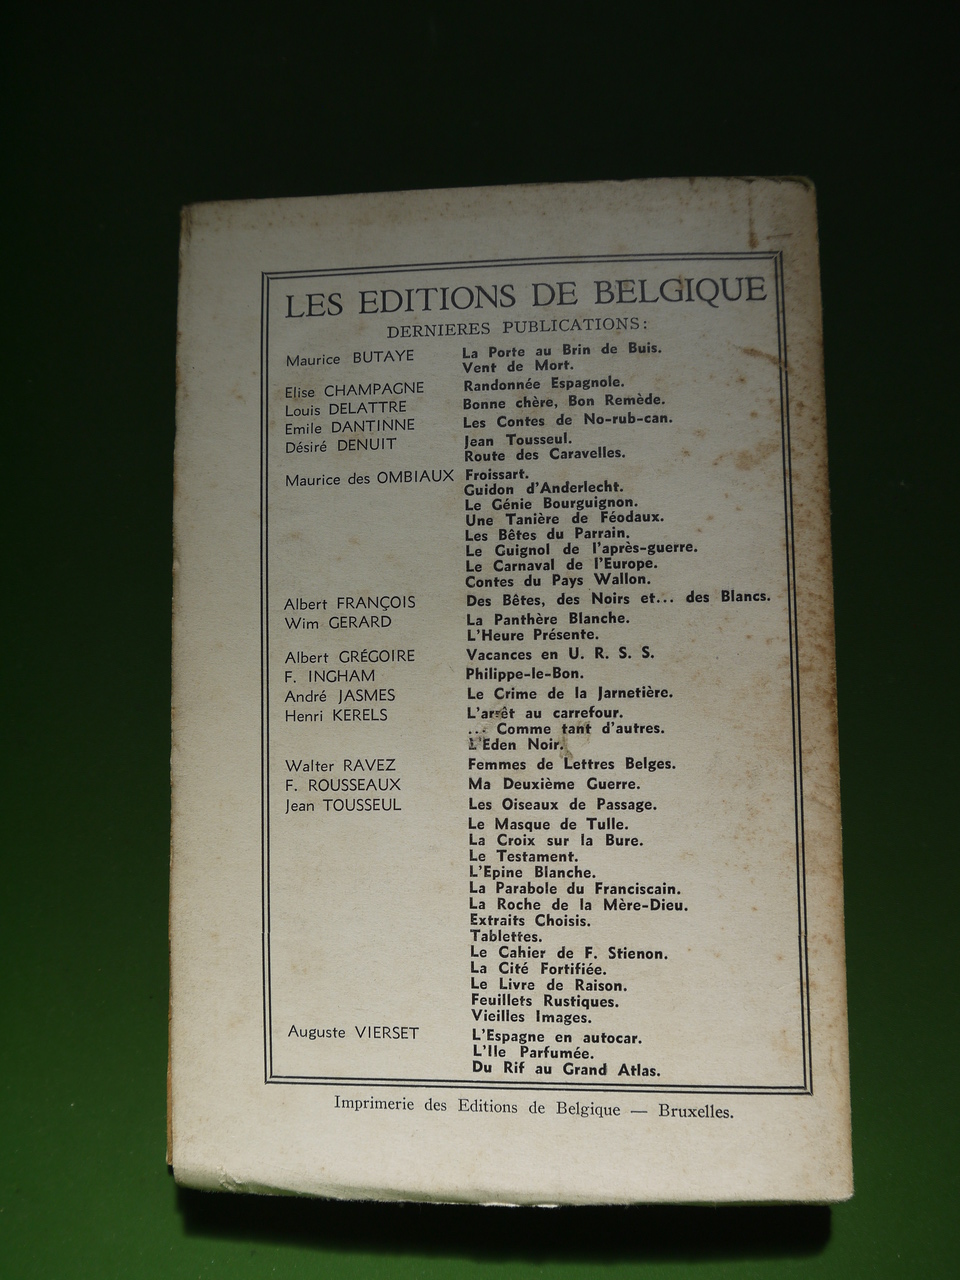 LES EDITIONS DE BELGIQUE
DERNIERES PUBLICATIONS:
Maurice BUTAYE La Porte au Brin de Buis.
Vent de Mort.
Elise CHAMPAGNE Randonnée Espagnole.
Louis DELATTRE Bonne chère, Bon Remède.
Emile DANTINNE Les Contes de No-rub-can.
Désiré DENUIT Jean Tousseul.
Route des Caravelles.
Maurice des OMBIAUX Froissart.
Guidon d'Anderlecht.
Le Génie Bourguignon.
Une Tanière de Féodaux.
Les Bêtes du Parrain.
Le Guignol de l'après-guerre.
Le Carnaval de l'Europe.
Contes du Pays Wallon.
Albert FRANÇOIS Des Bêtes, des Noirs et... des Blancs.
Wim GERARD La Panthère Blanche.
L'Heure Présente.
Albert GRÉGOIRE Vacances en U. R. S. S.
F. INGHAM Philippe-le-Bon.
André JASMES Le Crime de la Jarnetière.
Henri KERELS L'arrêt au carrefour.
... Comme tant d'autres.
L'Eden Noir.
Walter RAVEZ Femmes de Lettres Belges.
F. ROUSSEAUX Ma Deuxième Guerre.
Jean TOUSSEUL Les Oiseaux de Passage.
Le Masque de Tulle.
La Croix sur la Bure.
Le Testament.
L'Epine Blanche.
La Parabole du Franciscain.
La Roche de la Mère-Dieu.
Extraits Choisis.
Tablettes.
Le Cahier de F. Stienon.
La Cité Fortifiée.
Le Livre de Raison.
Feuillets Rustiques.
Vieilles Images.
Auguste VIERSET L'Espagne en autocar.
L'Ile Parfumée.
Du Rif au Grand Atlas.
Imprimerie des Editions de Belgique — Bruxelles.